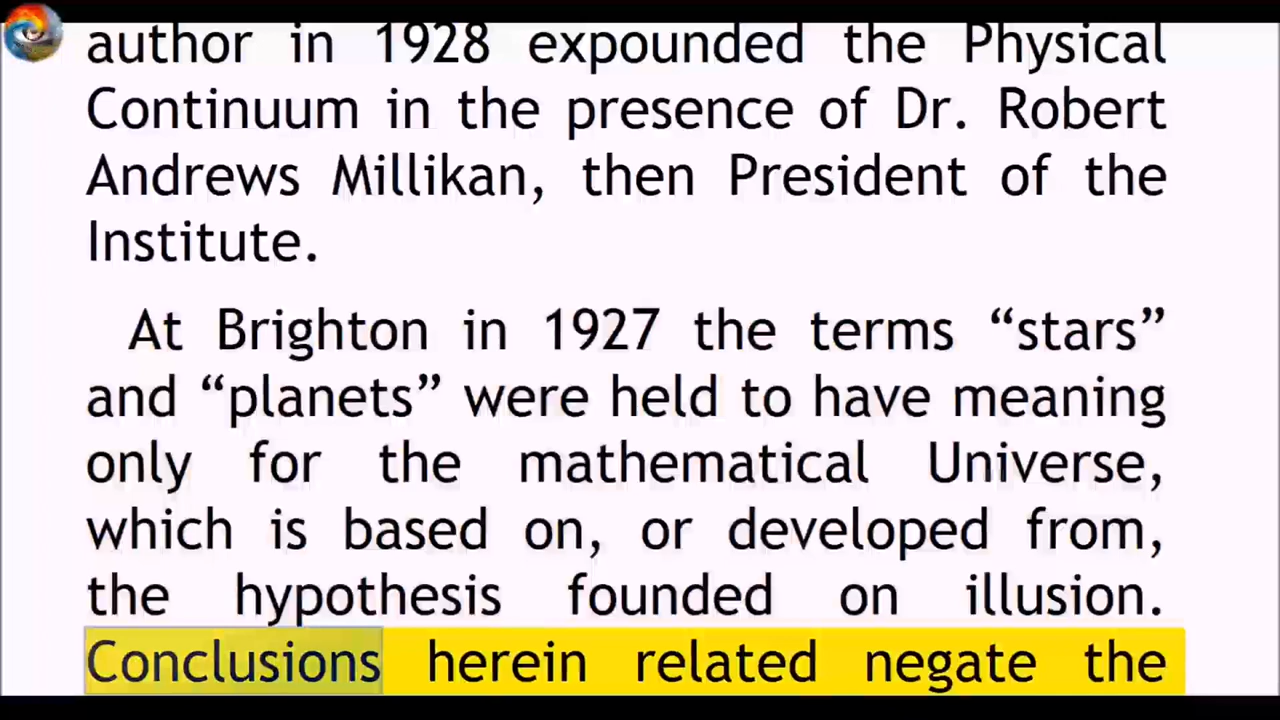 author in 1928 expounded the Physical
Continuum in the presence of Dr. Robert
Andrews Millikan, then President of the
Institute.
At Brighton in 1927 the terms “stars”
and “planets” were held to have meaning
only for the mathematical Universe,
which is based on, or developed from,
the hypothesis founded on illusion.
Conclusions herein related negate the